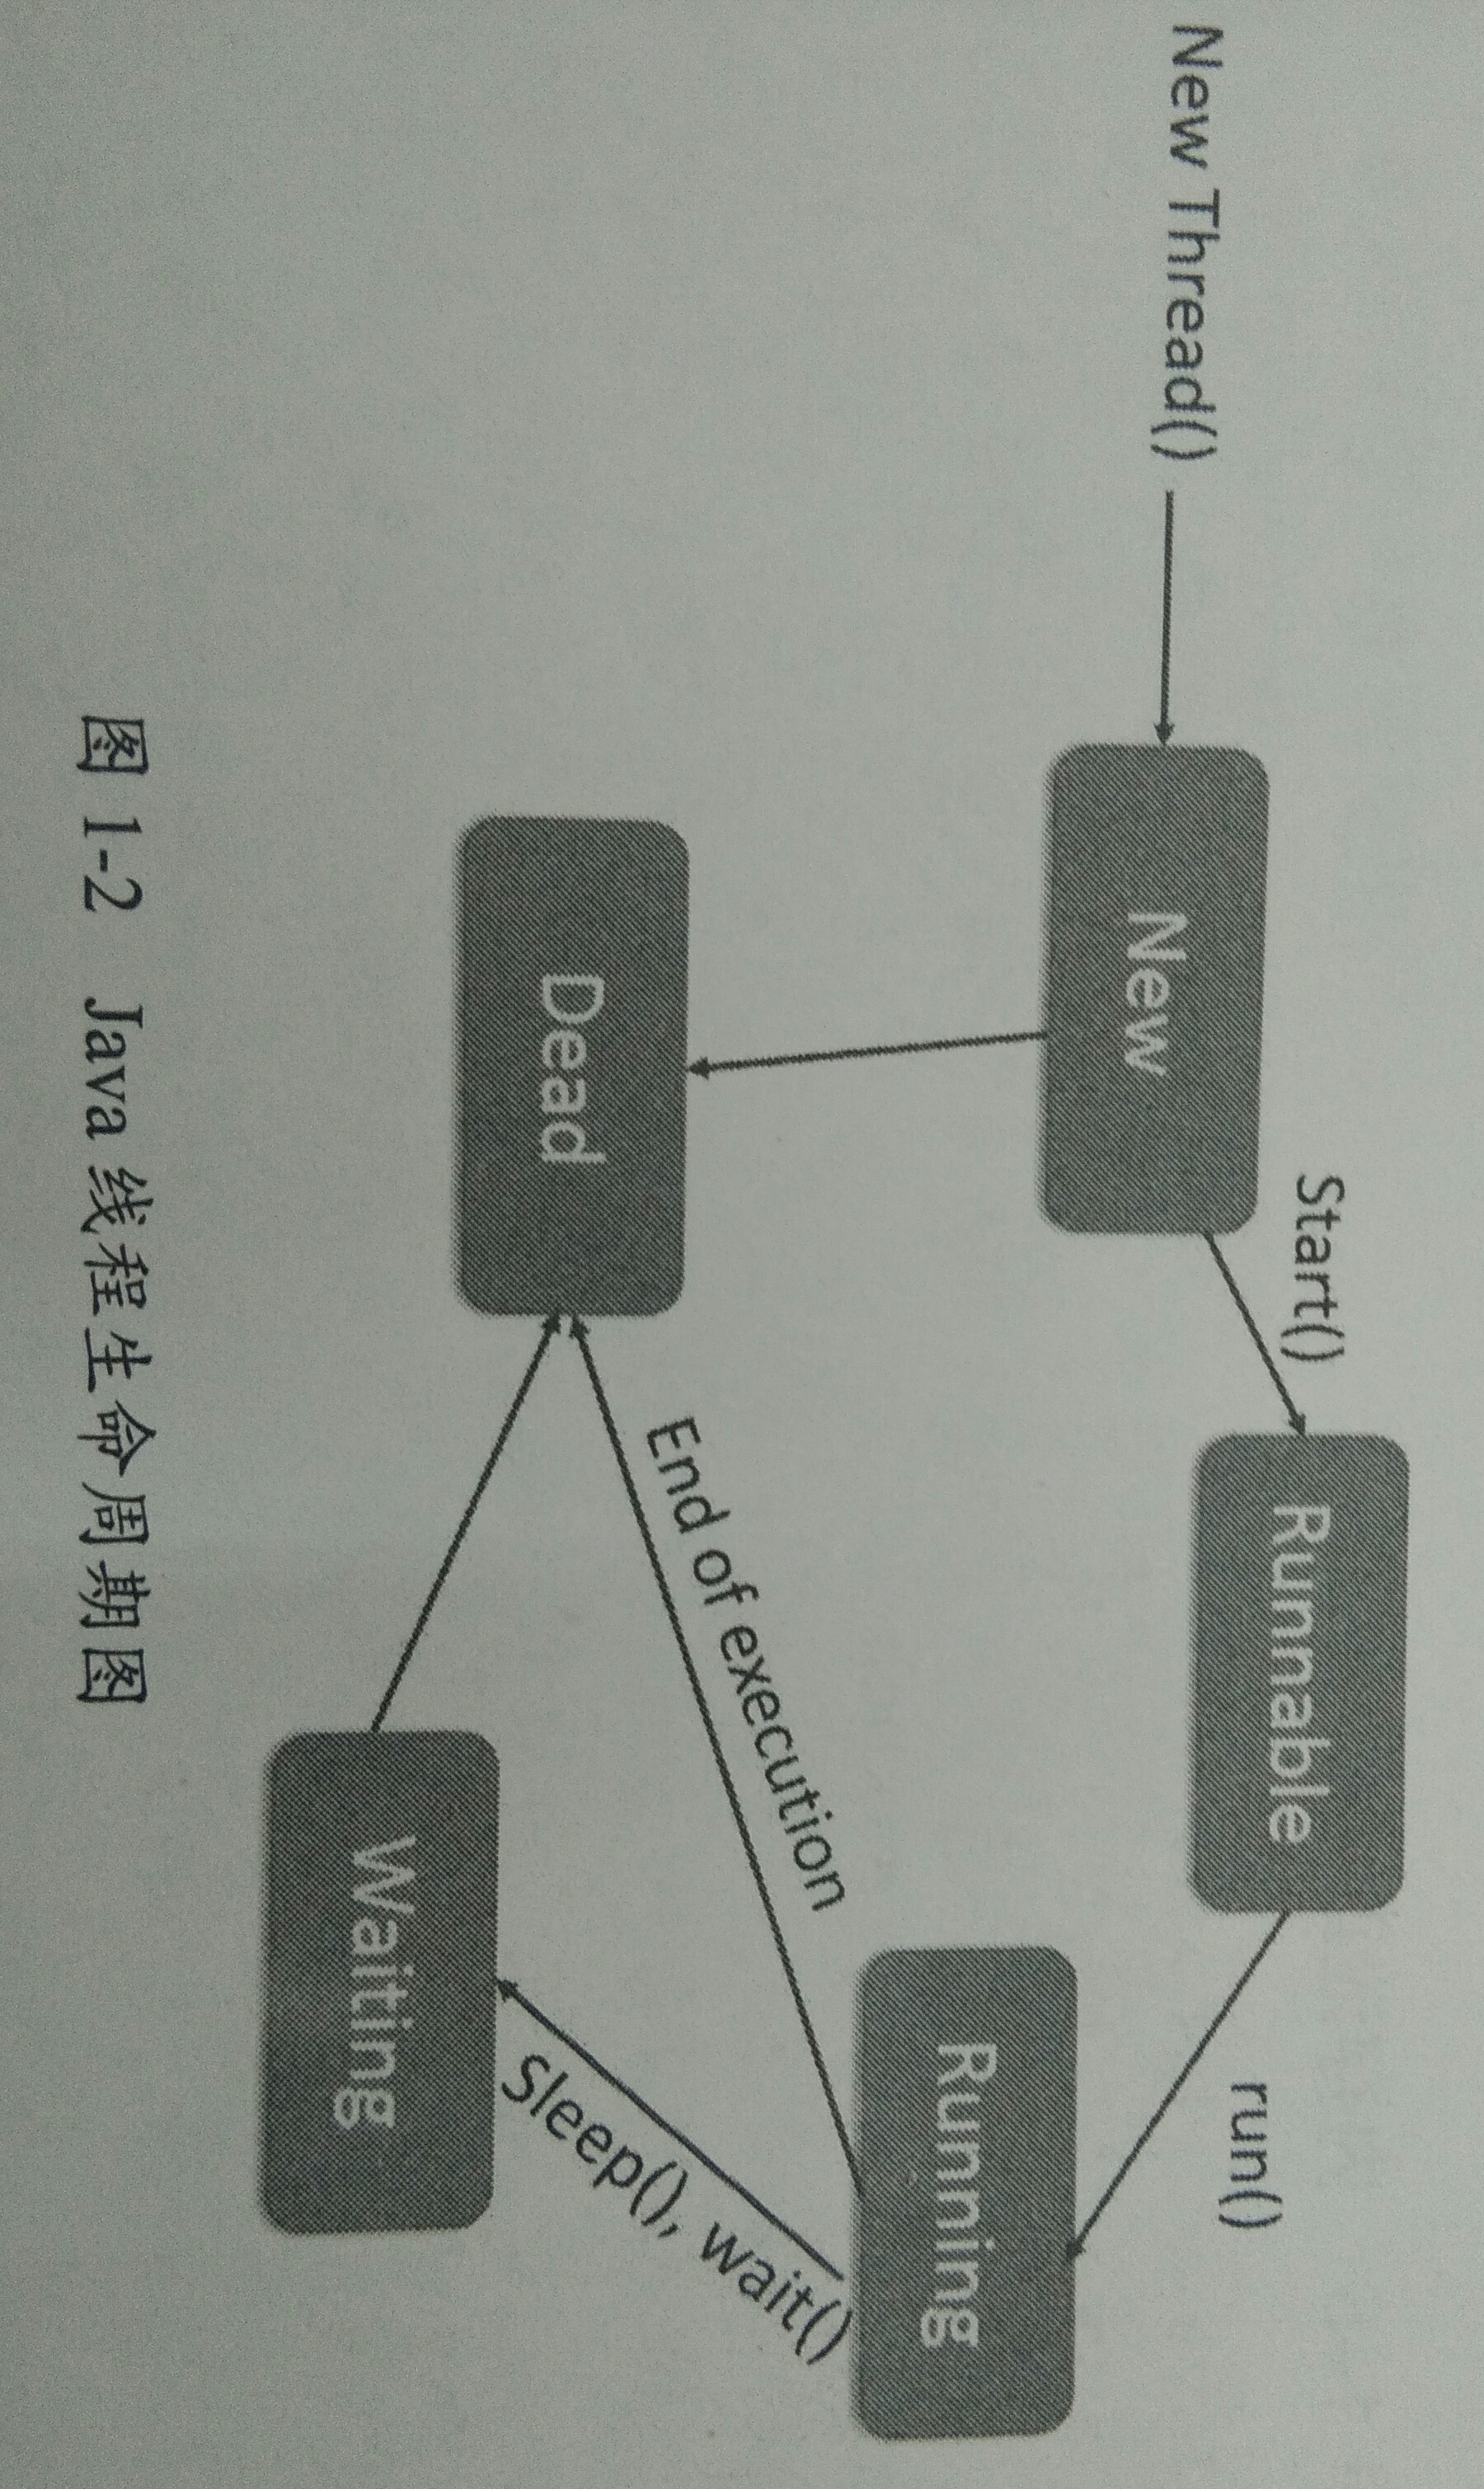 Start()
Runnable
run()
New Thread()
New
Running
End of execution
Sleep(), wait()
Dead
Waiting
图 1-2 Java 线程生命周期图